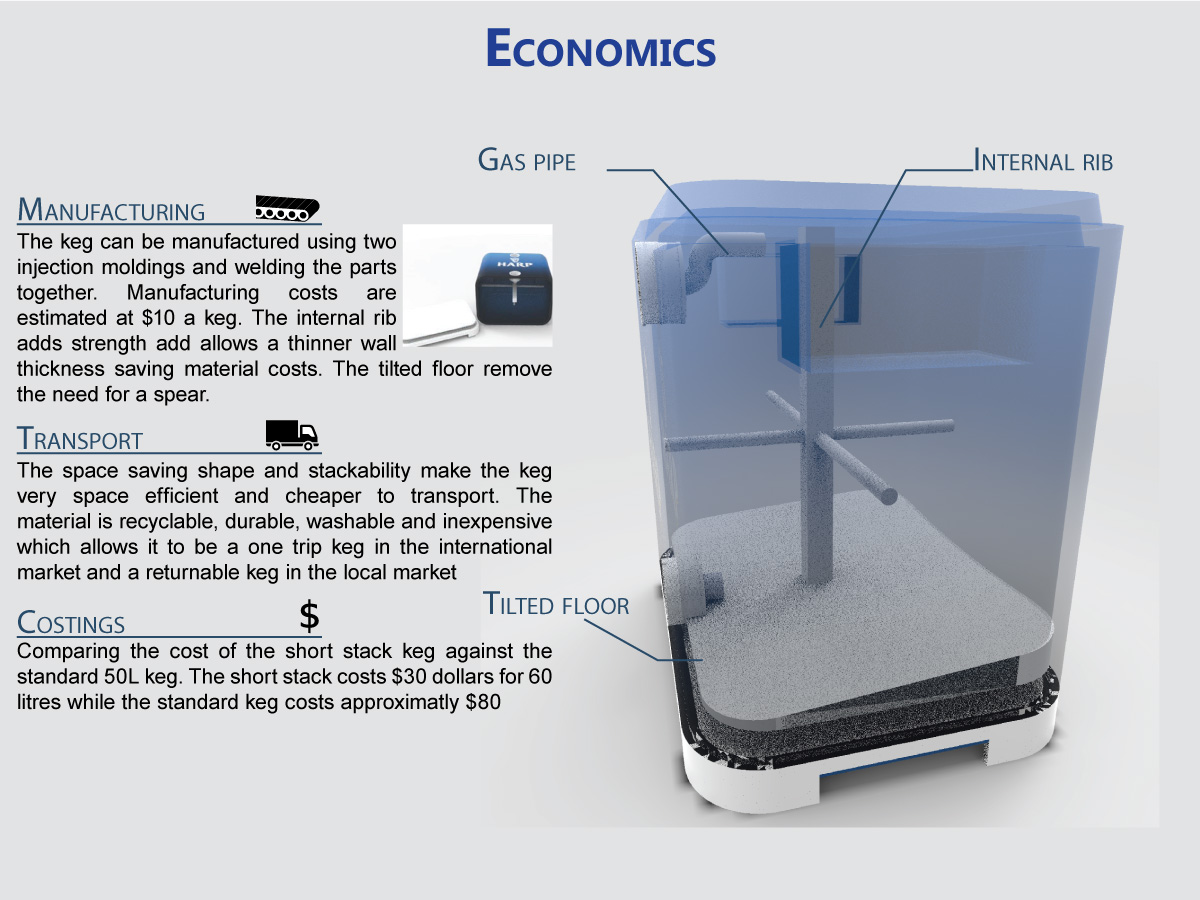 Economics
Gas pipe
Internal rib
Manufacturing
The keg can be manufactured using two
injection moldings and welding the parts
together. Manufacturing costs are
estimated at $10 a keg. The internal rib
adds strength add allows a thinner wall
thickness saving material costs. The tilted floor remove
the need for a spear.
HARP
Transport
The space saving shape and stackability make the keg
very space efficient and cheaper to transport. The
material is recyclable, durable, washable and inexpensive
which allows it to be a one trip keg in the international
market and a returnable keg in the local market
Tilted floor
Costings
$
Comparing the cost of the short stack keg against the
standard 50L keg. The short stack costs $30 dollars for 60
litres while the standard keg costs approximatly $80